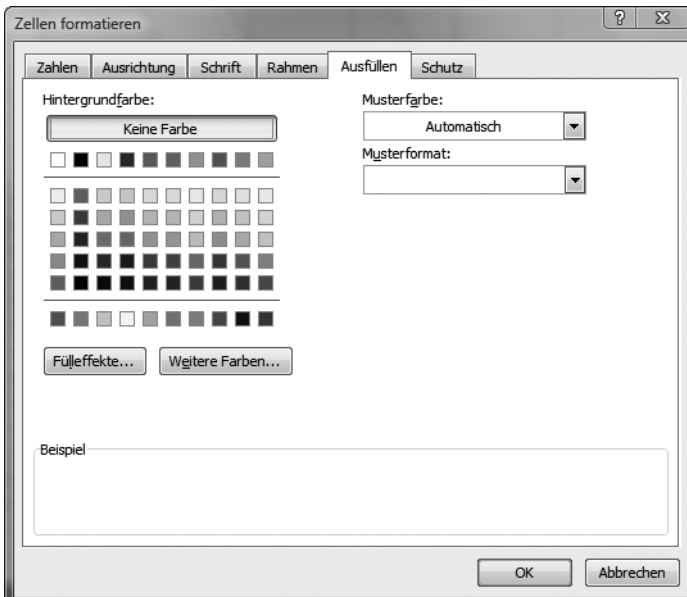 Zellen formatieren
Zahlen Ausrichtung Schrift Rahmen Ausfüllen Schutz
Hintergrundfarbe:
Keine Farbe
Musterfarbe:
Automatisch
Musterformat:
Fülleffekte...
Weitere Farben...
Beispiel
OK
Abbrechen